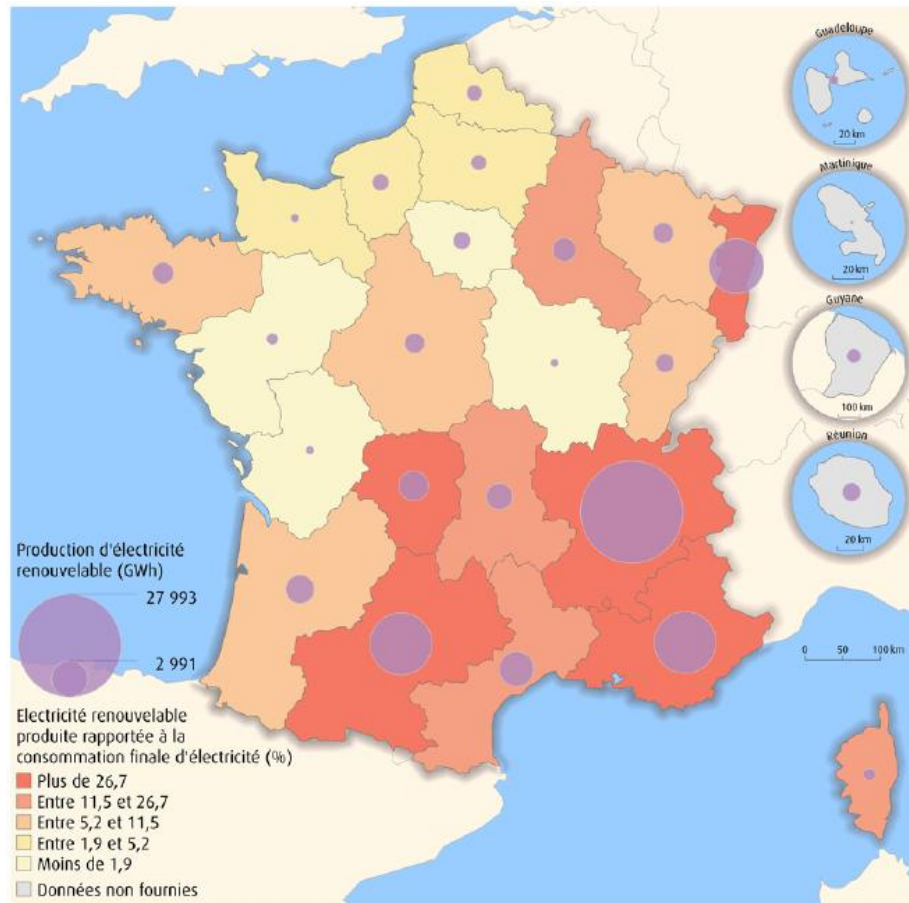 Guadeloupe
20 km
Martinique
20 km
Guyane
100 km
Réunion
20 km
Production d'électricité
renouvelable (GWh)
27 993
2 991
0 50 100 km
Electricité renouvelable
produite rapportée à la
consommation finale d'électricité (%)
Plus de 26,7
Entre 11,5 et 26,7
Entre 5,2 et 11,5
Entre 1,9 et 5,2
Moins de 1,9
Données non fournies